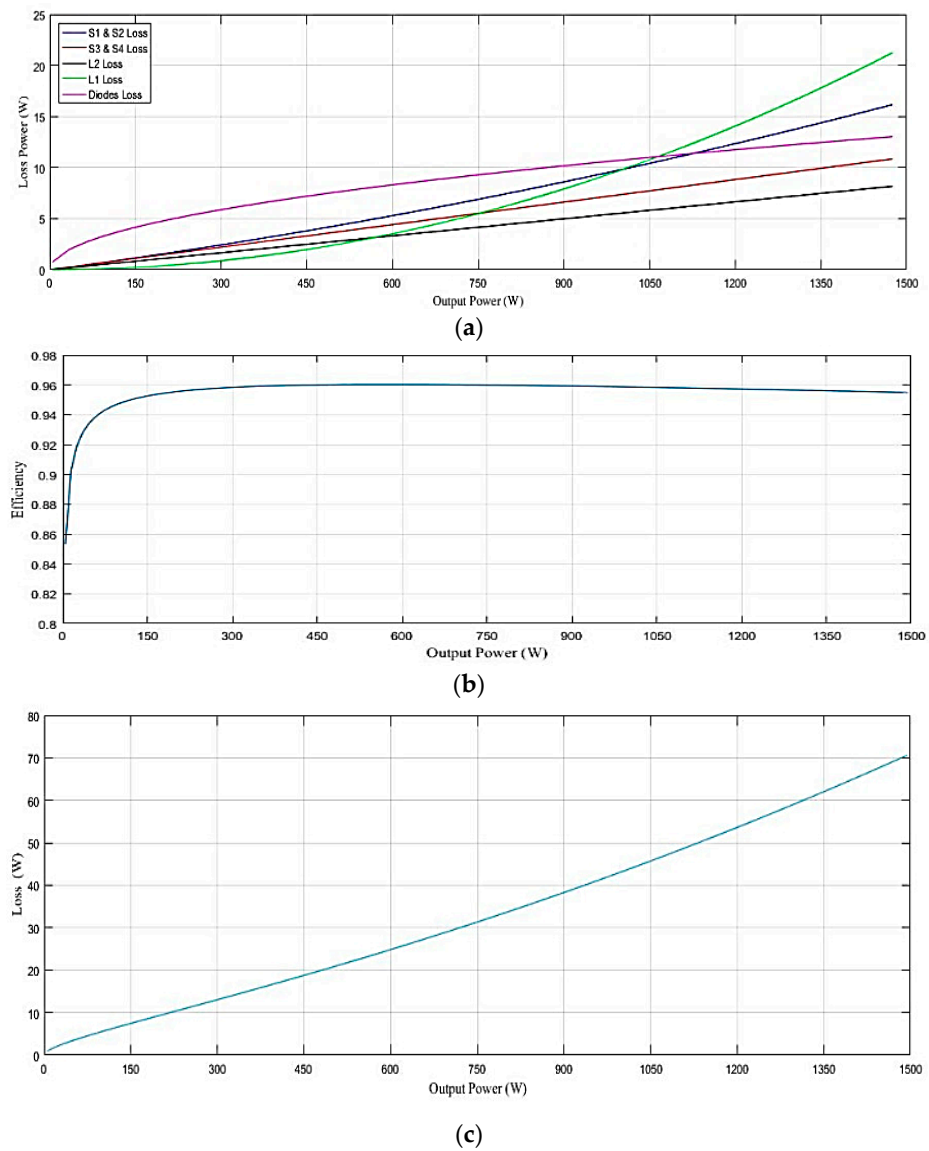 25
20
15
10
5
0
Loss Power (W)
S1 & S2 Loss
S3 & S4 Loss
L2 Loss
L1 Loss
Diodes Loss
0 150 300 450 600 750 900 1050 1200 1350 1500
Output Power (W)
(a)
0.98
0.96
0.94
0.92
0.9
0.88
0.86
0.84
0.82
0.8
Efficiency
0 150 300 450 600 750 900 1050 1200 1350 1500
Output Power (W)
(b)
80
70
60
50
40
30
20
10
0
Loss (W)
0 150 300 450 600 750 900 1050 1200 1350 1500
Output Power (W)
(c)